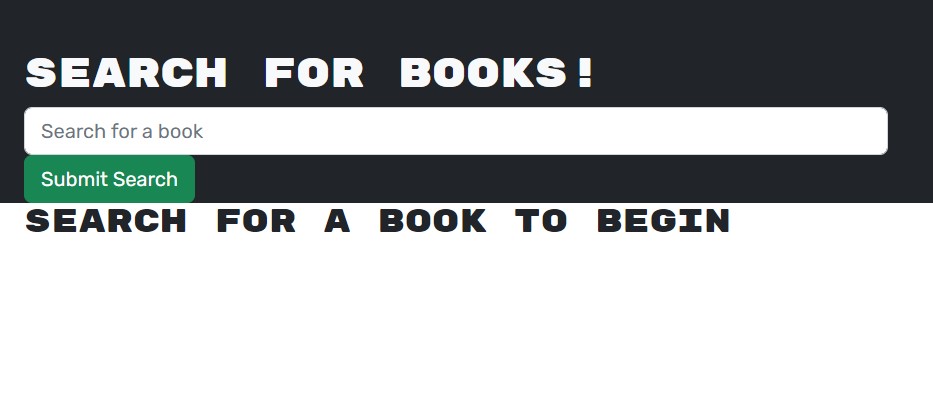 SEARCH FOR BOOKS!
Search for a book
Submit Search
SEARCH FOR A BOOK TO BEGIN